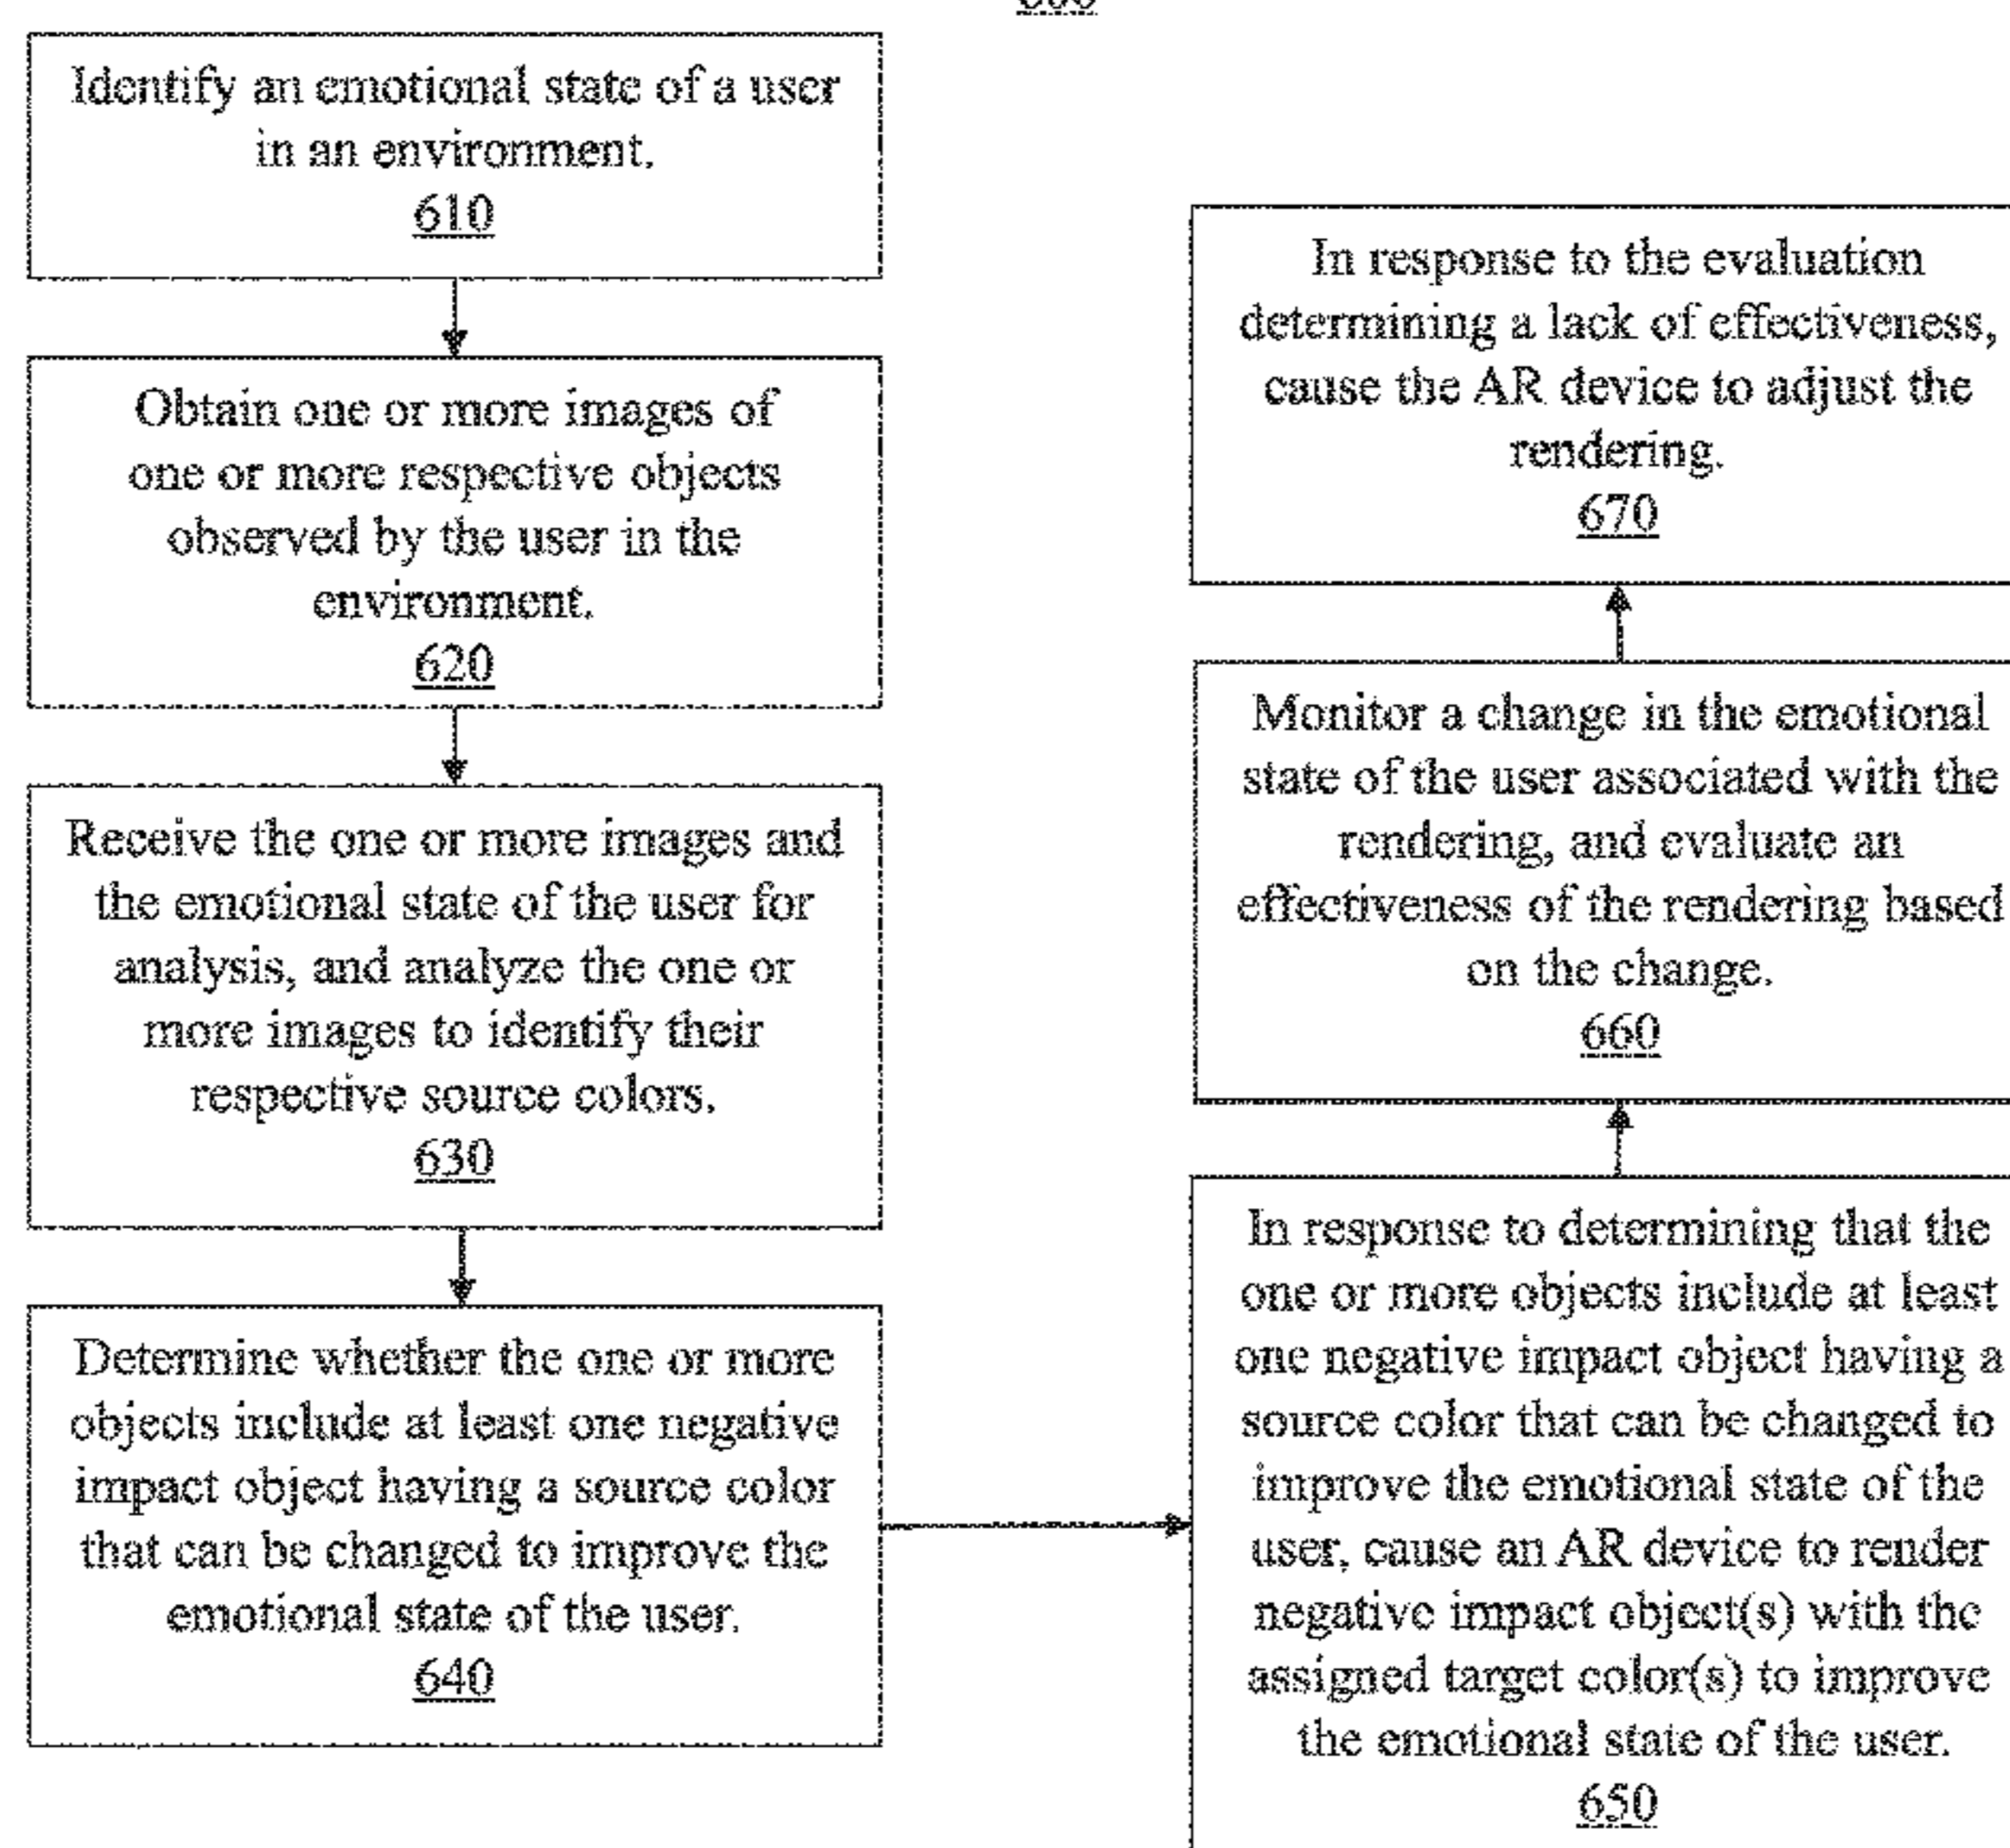 Identify an emotional state of a user
in an environment.
610
Obtain one or more images of
one or more respective objects
observed by the user in the
environment.
620
Receive the one or more images and
the emotional state of the user for
analysis, and analyze the one or
more images to identify their
respective source colors.
630
Determine whether the one or more
objects include at least one negative
impact object having a source color
that can be changed to improve the
emotional state of the user.
640
In response to determining that the
one or more objects include at least
one negative impact object having a
source color that can be changed to
improve the emotional state of the
user, cause an AR device to render
negative impact object(s) with the
assigned target color(s) to improve
the emotional state of the user.
650
Monitor a change in the emotional
state of the user associated with the
rendering, and evaluate an
effectiveness of the rendering based
on the change.
660
In response to the evaluation
determining a lack of effectiveness,
cause the AR device to adjust the
rendering.
670